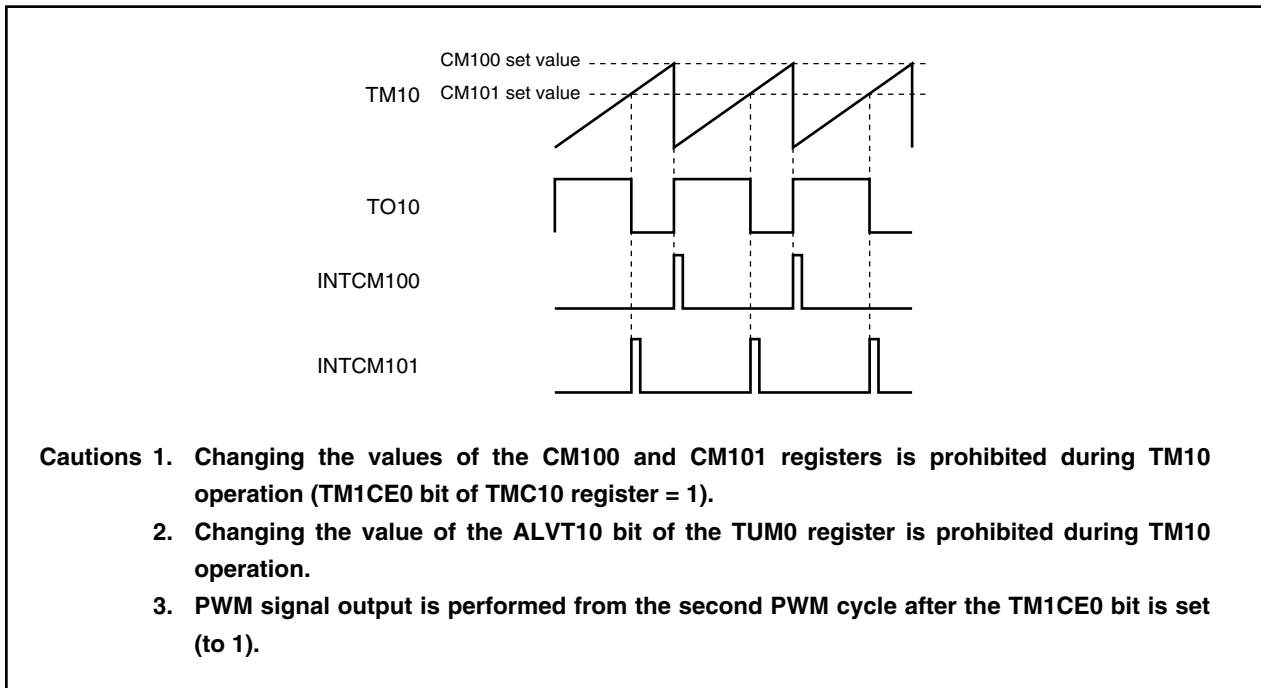 CM100 set value
TM10 CM101 set value
TO10
INTCM100
INTCM101
Cautions 1. Changing the values of the CM100 and CM101 registers is prohibited during TM10
operation (TM1CE0 bit of TMC10 register = 1).
2. Changing the value of the ALVT10 bit of the TUM0 register is prohibited during TM10
operation.
3. PWM signal output is performed from the second PWM cycle after the TM1CE0 bit is set
(to 1).